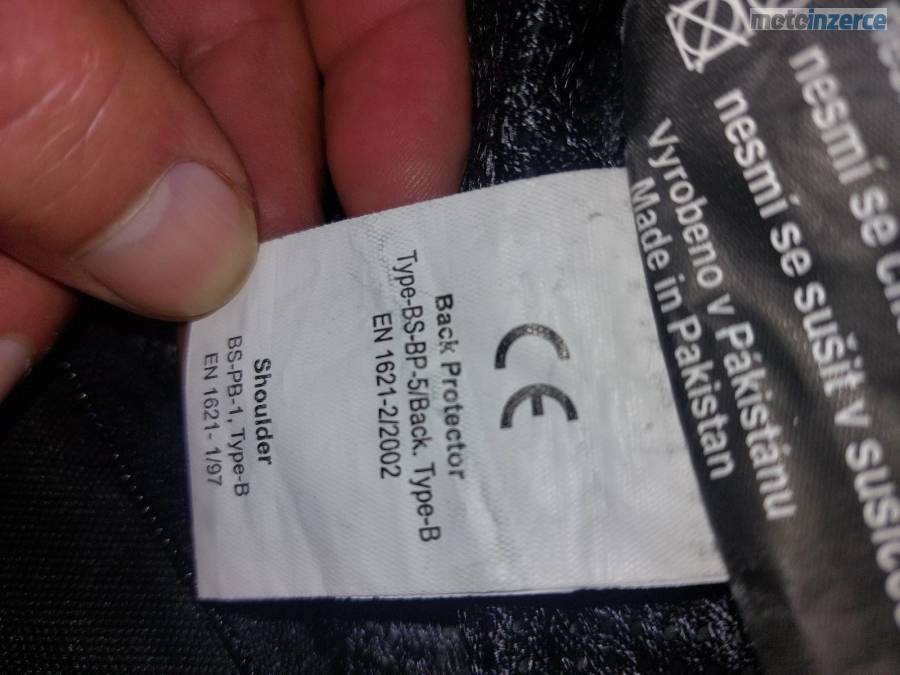 motoinzerce
CE
Back Protector
Type-BS-BP-5/Back. Type-B
EN 1621-2/2002
Shoulder
BS-PB-1, Type-B
EN 1621- 1/97
nesmí se
nesmí se sušit v
Vyrobeno v Pákistánu
Made in Pakistan